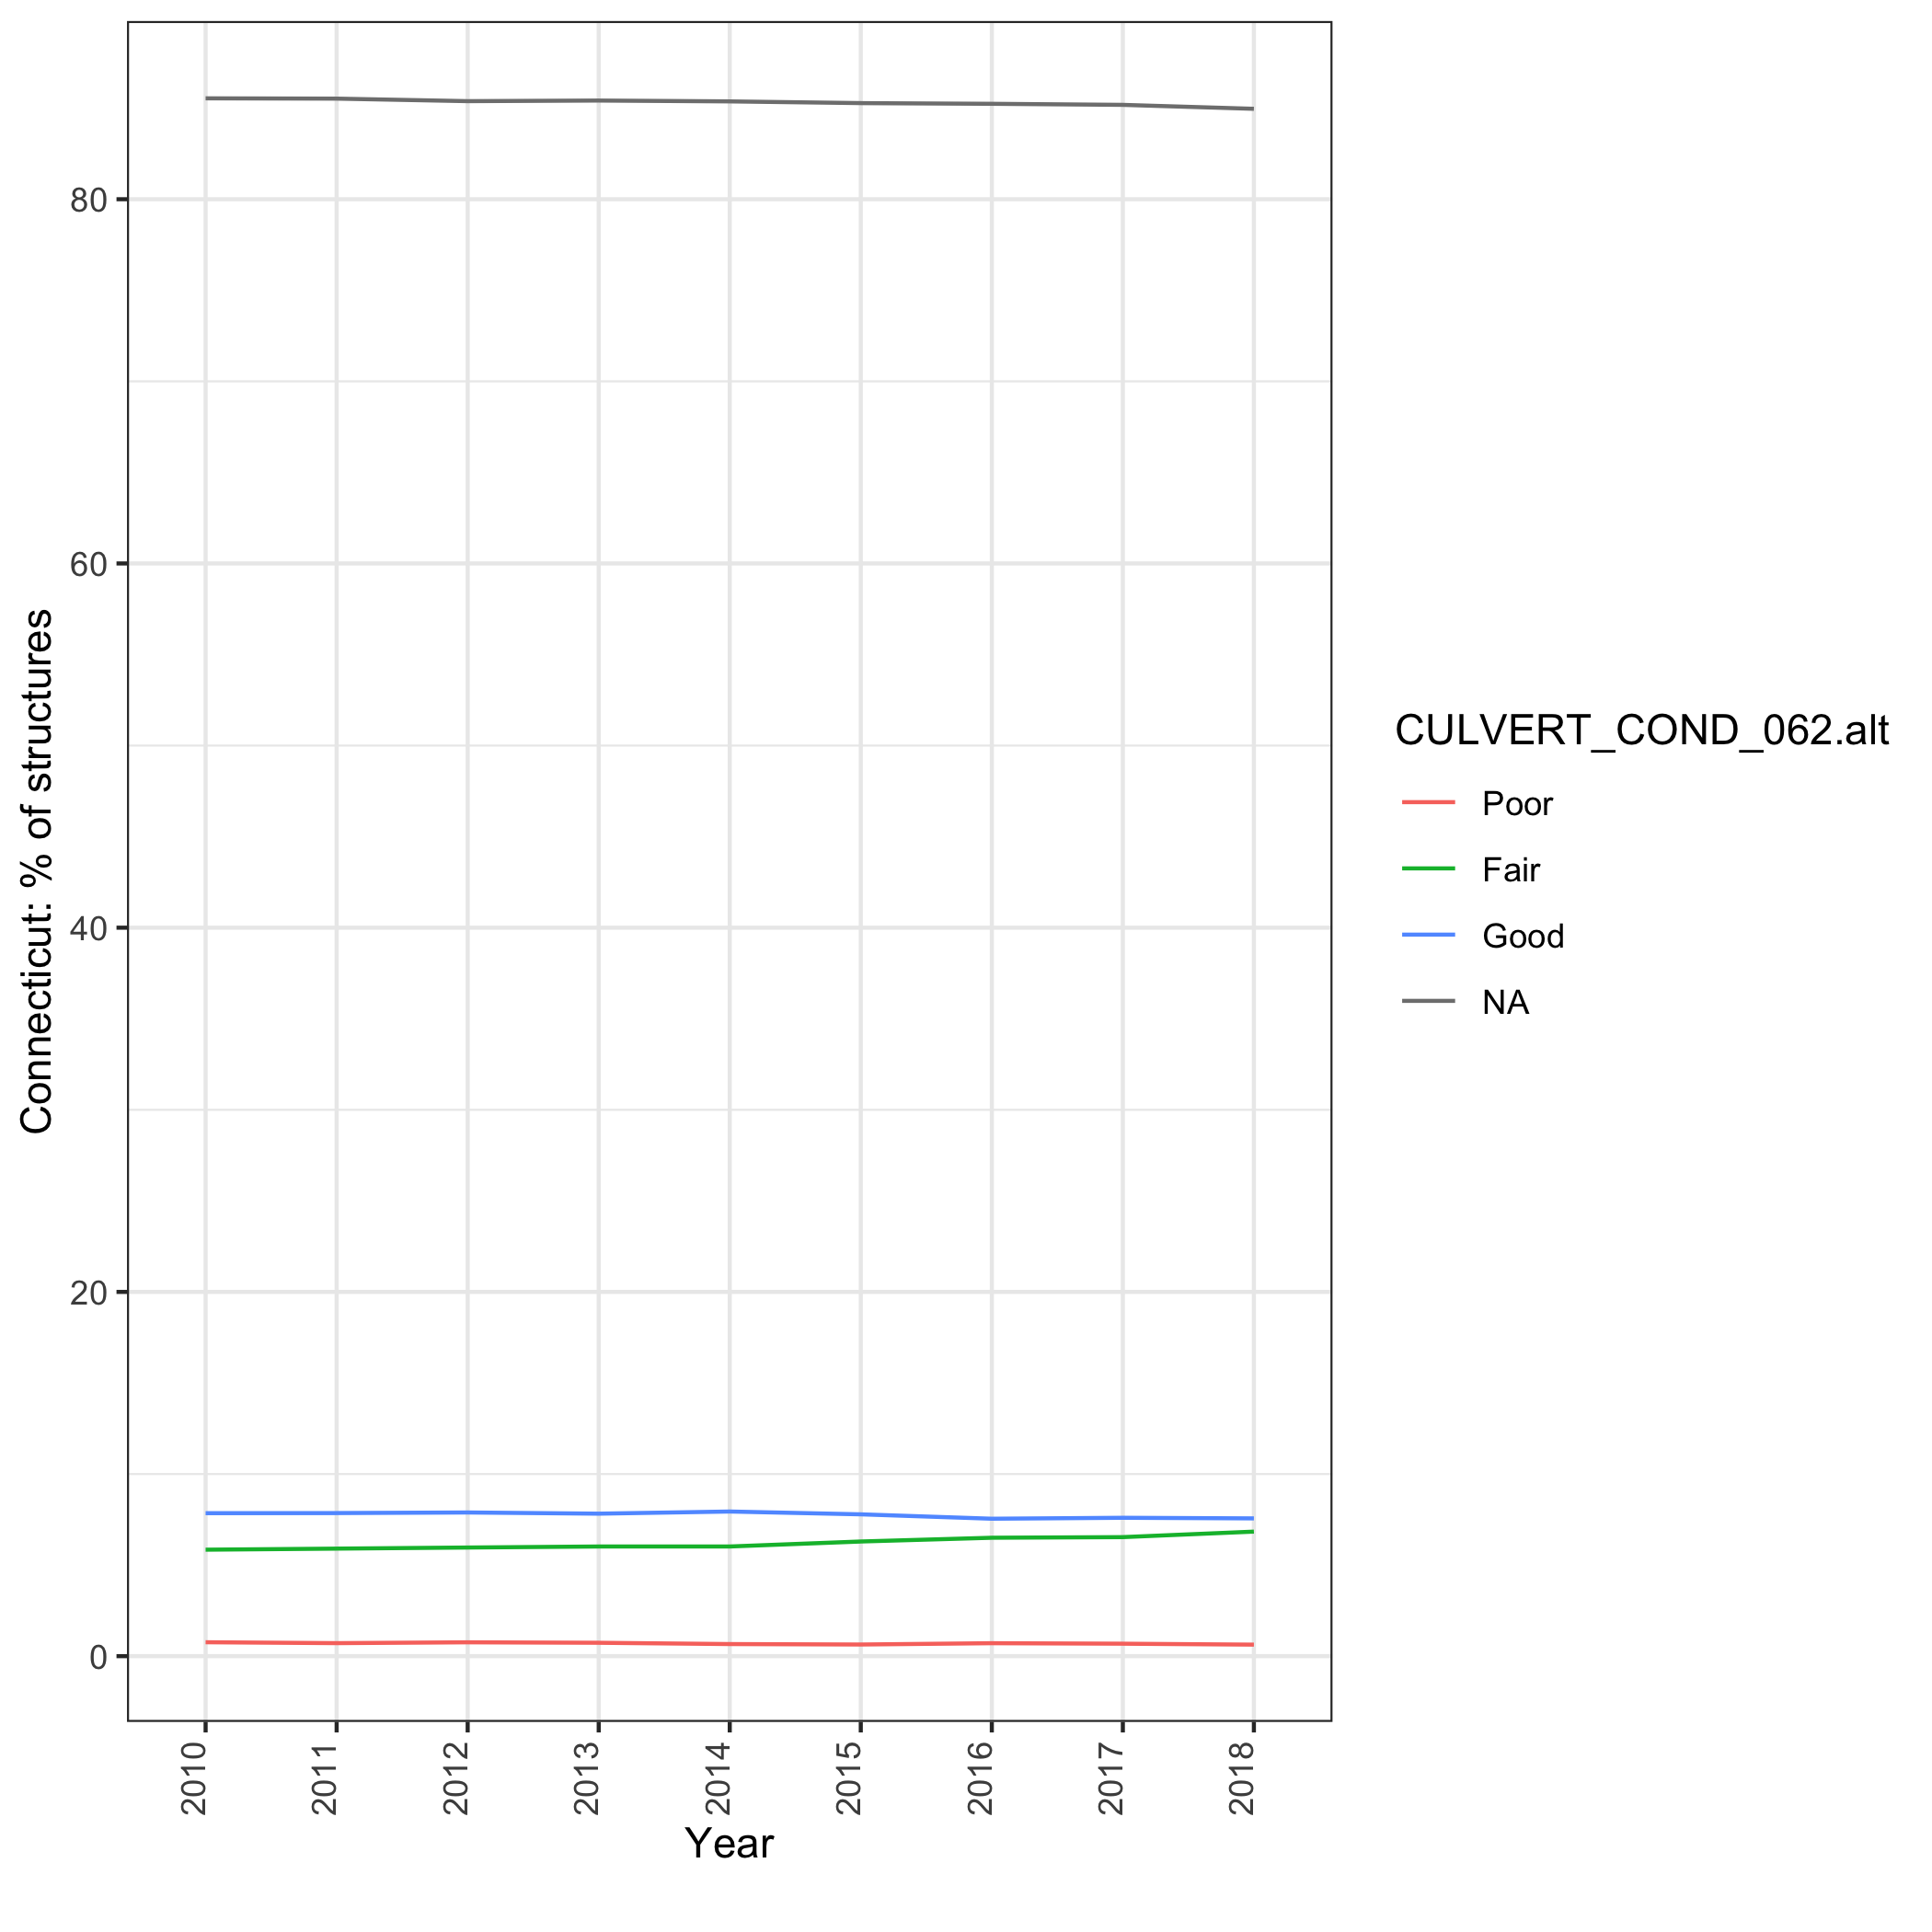 Connecticut: % of structures
80
60
40
20
0
2010
2011
2012
2013
2014
2015
2016
2017
2018
Year
CULVERT_COND_062.alt
Poor
Fair
Good
NA